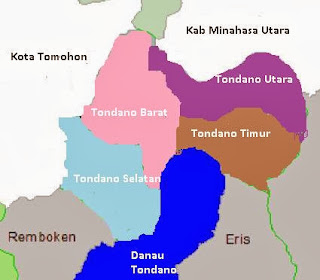 Kab Minahasa Utara
Kota Tomohon
Tondano Utara
Tondano Barat
Tondano Timur
Tondano Selatan
Remboken
Eris
Danau
Tondano